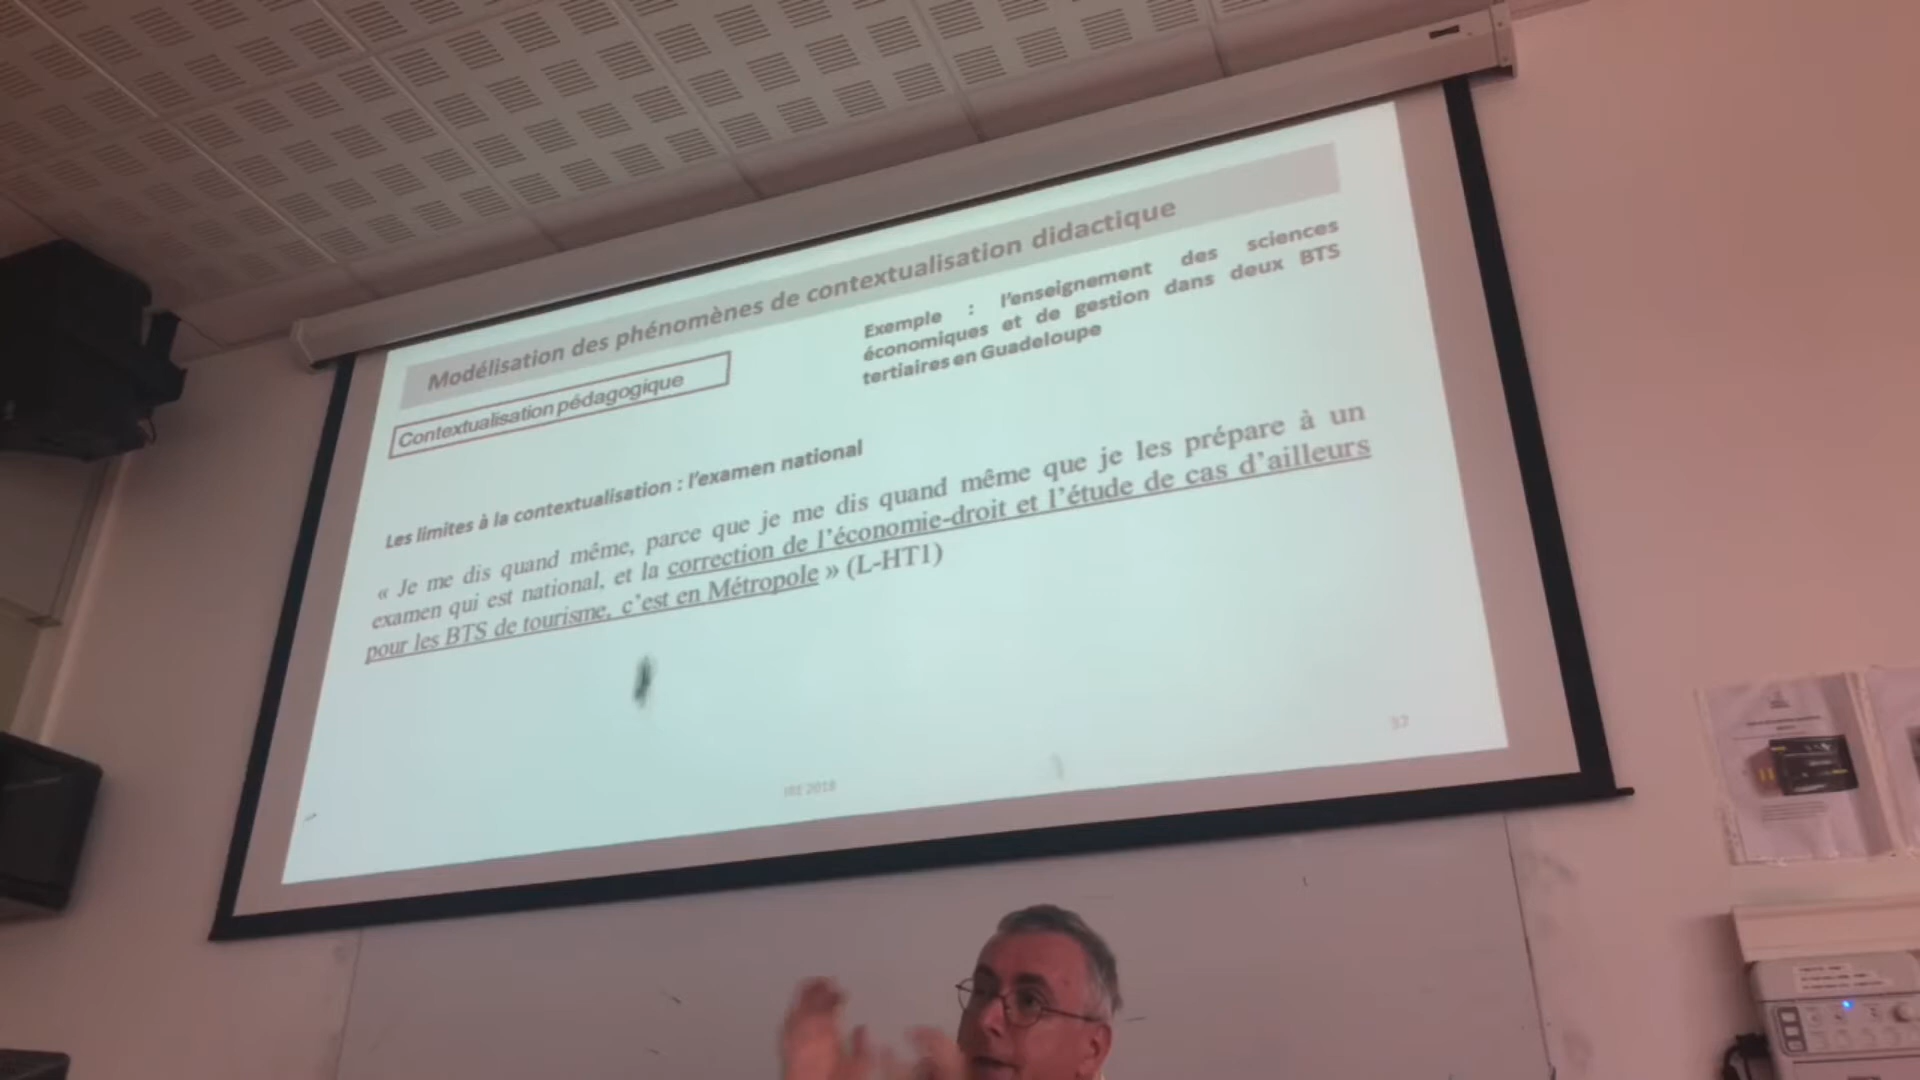 Modélisation des phénomènes de contextualisation didactique
Contextualisation pédagogique
Exemple : l'enseignement des sciences
économiques et de gestion dans deux BTS
tertiaires en Guadeloupe
Les limites à la contextualisation : l'examen national
« Je me dis quand même, parce que je me dis quand même que je les prépare à un
examen qui est national, et la correction de l'économie-droit et l'étude de cas d'ailleurs
pour les BTS de tourisme, c'est en Métropole » (L-HT1)
2018
37